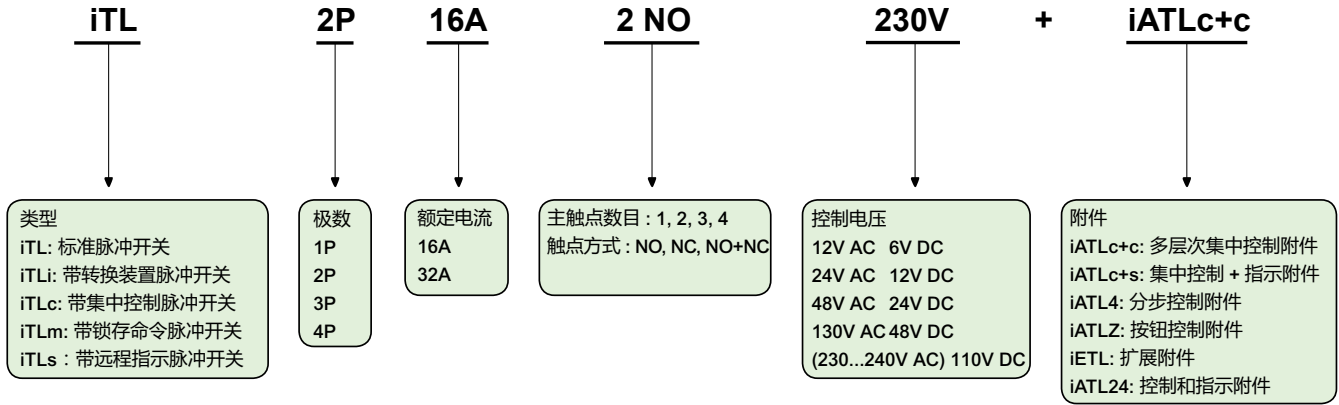 iTL 2P 16A 2 NO 230V + iATLc+c
类型
iTL: 标准脉冲开关
iTLi: 带转换装置脉冲开关
iTLc: 带集中控制脉冲开关
iTLm: 带锁存命令脉冲开关
iTLs：带远程指示脉冲开关
极数
1P
2P
3P
4P
额定电流
16A
32A
主触点数目 : 1, 2, 3, 4
触点方式 : NO, NC, NO+NC
控制电压
12V AC 6V DC
24V AC 12V DC
48V AC 24V DC
130V AC 48V DC
(230...240V AC) 110V DC
附件
iATLc+c: 多层次集中控制附件
iATLc+s: 集中控制 + 指示附件
iATL4: 分步控制附件
iATLZ: 按钮控制附件
iETL: 扩展附件
iATL24: 控制和指示附件